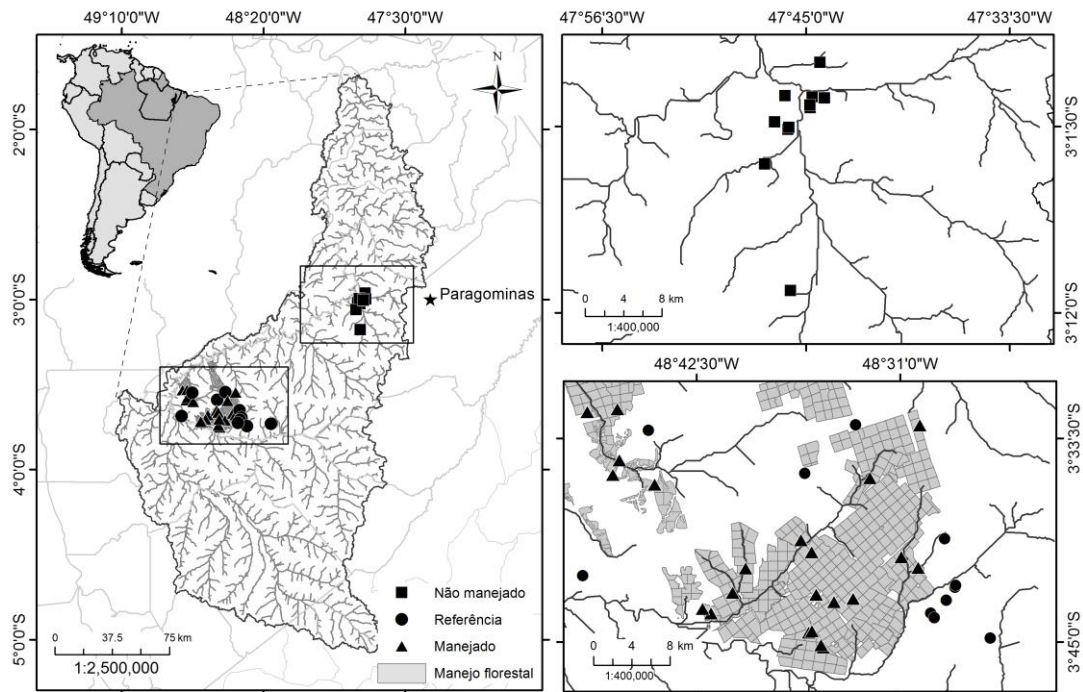 49°10'0"W 48°20'0"W 47°30'0"W
2°0'0"S
3°0'0"S
4°0'0"S
5°0'0"S
N
Paragominas
Não manejado
Referência
Manejado
Manejo florestal
0 37.5 75 km
1:2,500,000
47°56'30"W 47°45'0"W 47°33'30"W
3°1'30"S
3°12'0"S
0 4 8 km
1:400,000
48°42'30"W 48°31'0"W
3°33'30"S
3°45'0"S
0 4 8 km
1:400,000